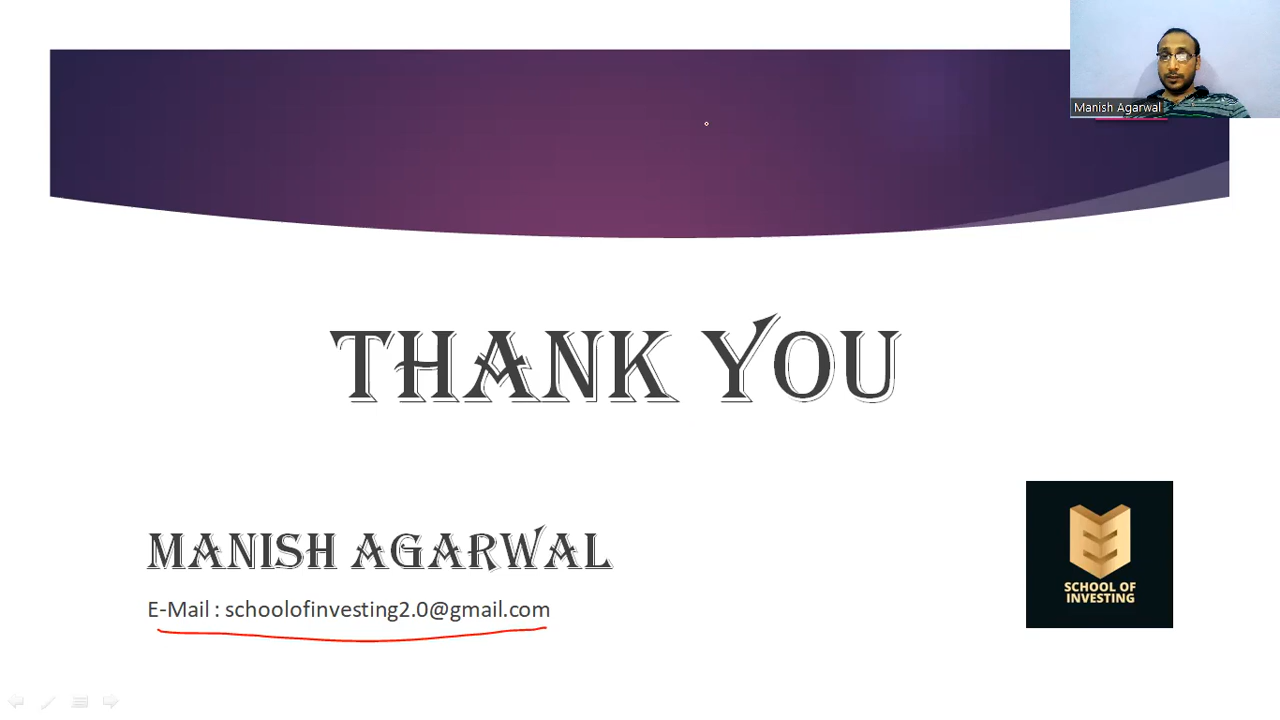 Manish Agarwal
THANK YOU
MANISH AGARWAL
E-Mail : schoolofinvesting2.0@gmail.com
SCHOOL OF
INVESTING